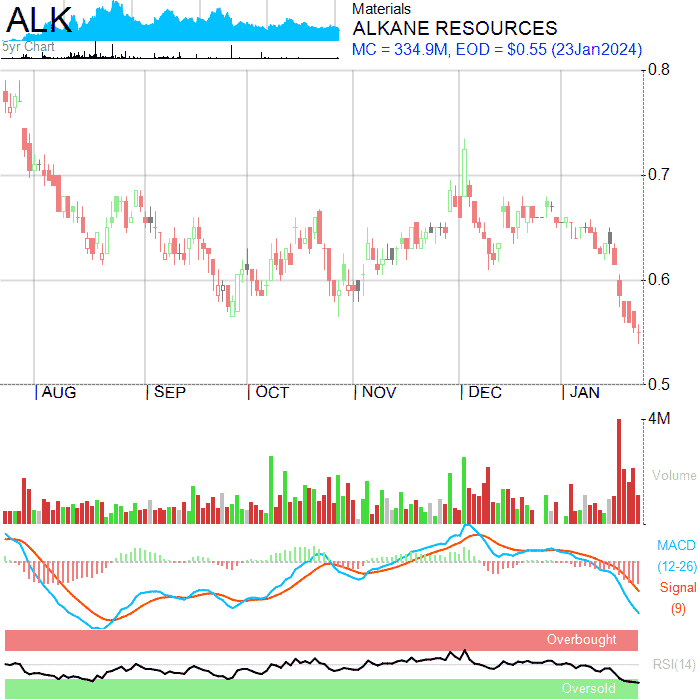 ALK
5yr Chart
Materials
ALKANE RESOURCES
MC = 334.9M, EOD = $0.55 (23Jan2024)
0.8
0.7
0.6
0.5
AUG SEP OCT NOV DEC JAN
4M
Volume
MACD
(12-26)
Signal
(9)
Overbought
RSI(14)
Oversold